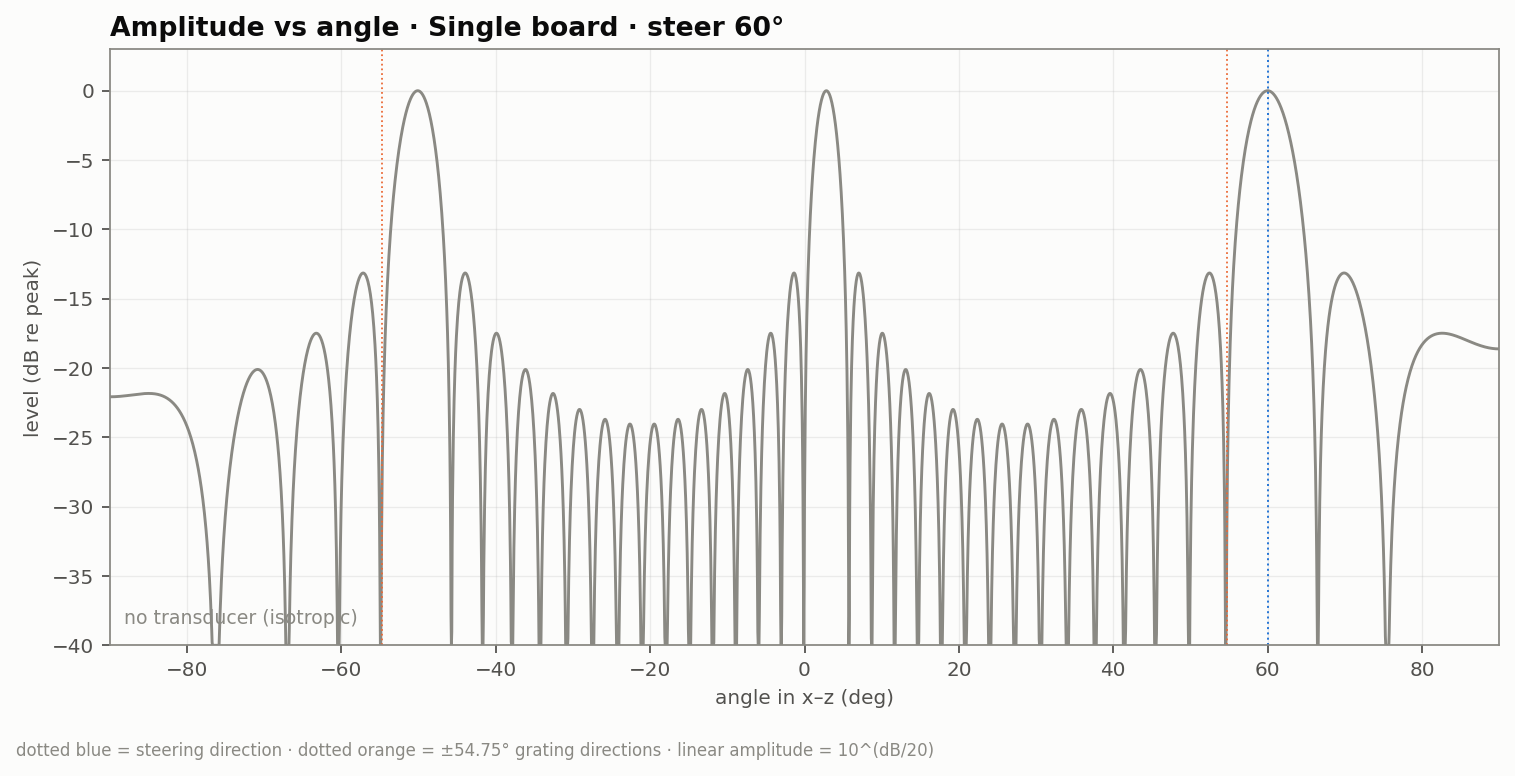 Amplitude vs angle · Single board · steer 60°
level (dB re peak)
0
−5
−10
−15
−20
−25
−30
−35
−40
no transducer (isotropic)
−80 −60 −40 −20 0 20 40 60 80
angle in x–z (deg)
dotted blue = steering direction · dotted orange = ±54.75° grating directions · linear amplitude = 10^(dB/20)